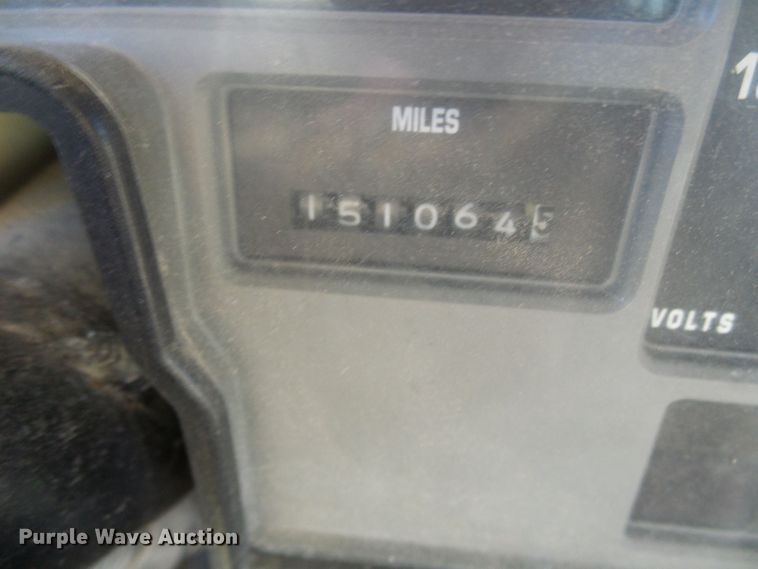 MILES
151064
VOLTS
Purple Wave Auction